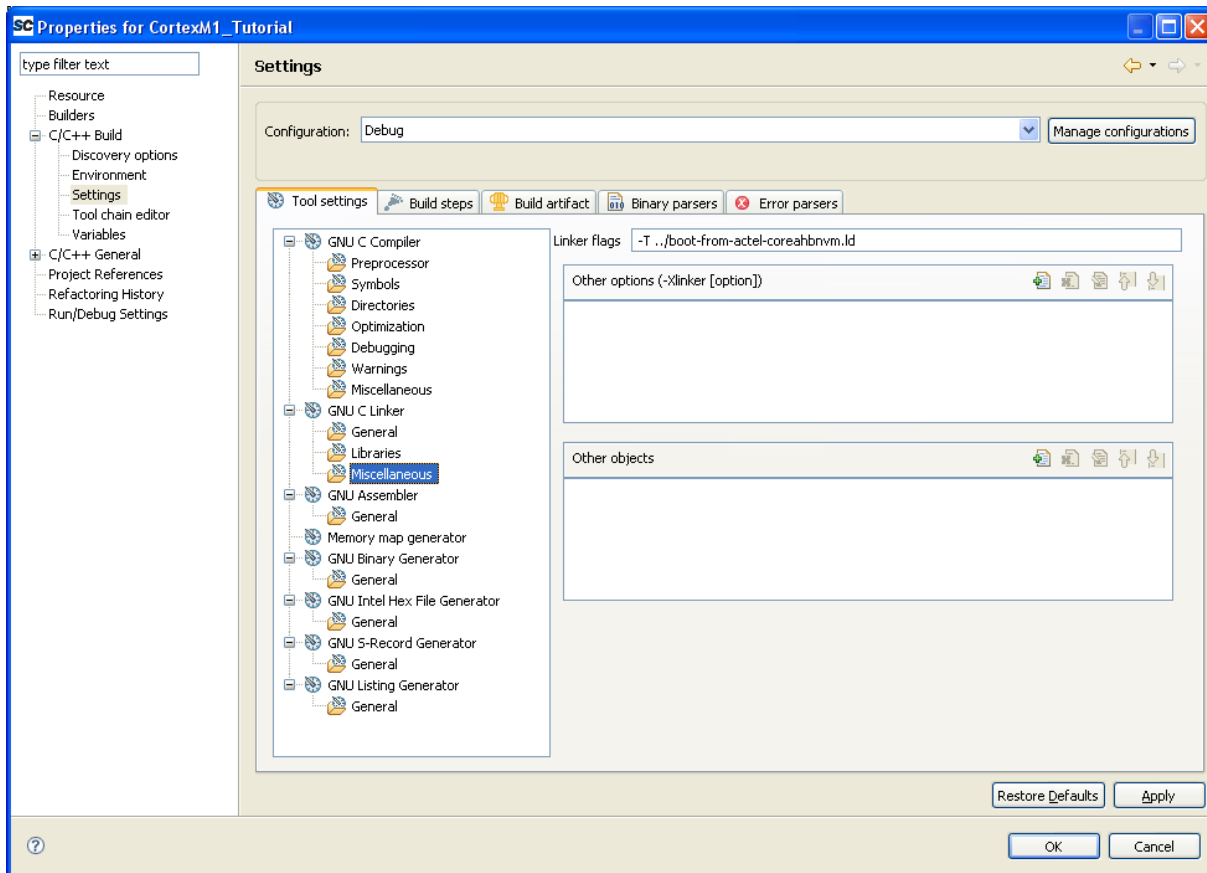 SC Properties for CortexM1_Tutorial
type filter text
Resource
Builders
C/C++ Build
Discovery options
Environment
Settings
Tool chain editor
Variables
C/C++ General
Project References
Refactoring History
Run/Debug Settings
Settings
Configuration: Debug Manage configurations
Tool settings Build steps Build artifact 010 Binary parsers Error parsers
GNU C Compiler
Preprocessor
Symbols
Directories
Optimization
Debugging
Warnings
Miscellaneous
GNU C Linker
General
Libraries
Miscellaneous
GNU Assembler
General
Memory map generator
GNU Binary Generator
General
GNU Intel Hex File Generator
General
GNU S-Record Generator
General
GNU Listing Generator
General
Linker flags -T ../boot-from-actel-coreahbnvm.ld
Other options (-Xlinker [option])
Other objects
Restore Defaults Apply
? OK Cancel